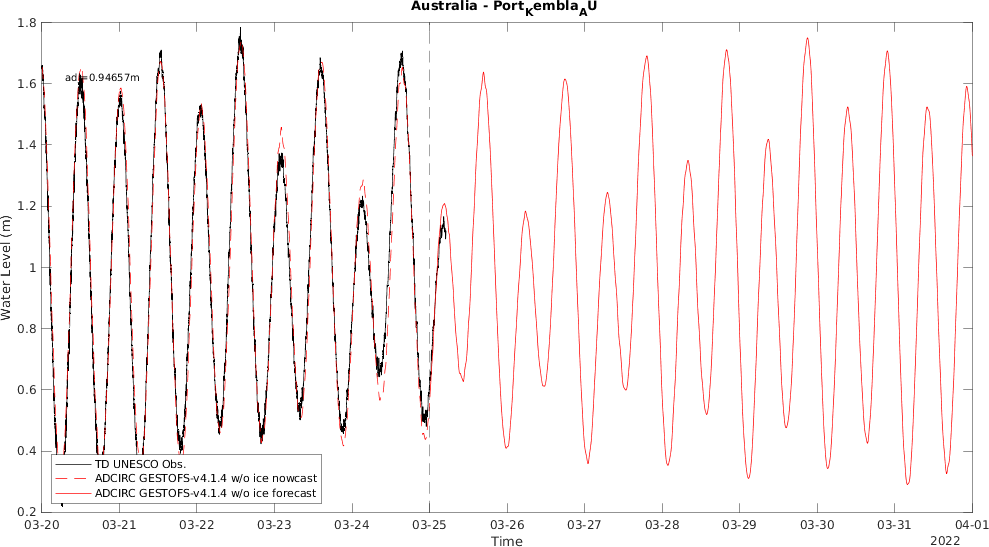 Australia - Port_Kembla_AU
1.8
1.6
1.4
1.2
1
0.8
0.6
0.4
0.2
Water Level (m)
adj=0.94657m
TD UNESCO Obs.
ADCIRC GESTOFS-v4.1.4 w/o ice nowcast
ADCIRC GESTOFS-v4.1.4 w/o ice forecast
03-20 03-21 03-22 03-23 03-24 03-25 03-26 03-27 03-28 03-29 03-30 03-31 04-01
Time
2022